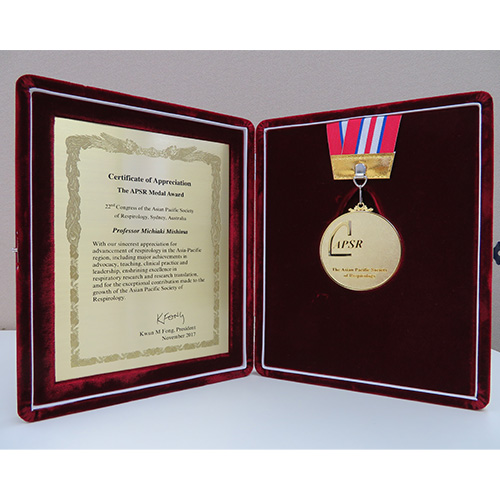 Certificate of Appreciation
The APSR Medal Award
22nd Congress of the Asian Pacific Society
of Respirology, Sydney, Australia
Professor Michiaki Mishima
With our sincerest appreciation for
advancement of respirology in the Asia-Pacific
region, including major achievements in
advocacy, teaching, clinical practice and
leadership, enshrining excellence in
respiratory research and research translation,
and for the exceptional contribution made to the
growth of the Asian Pacific Society of
Respirology.
KFong
Kwun M Fong, President
November 2017
APSR
The Asian Pacific Society
of Respirology